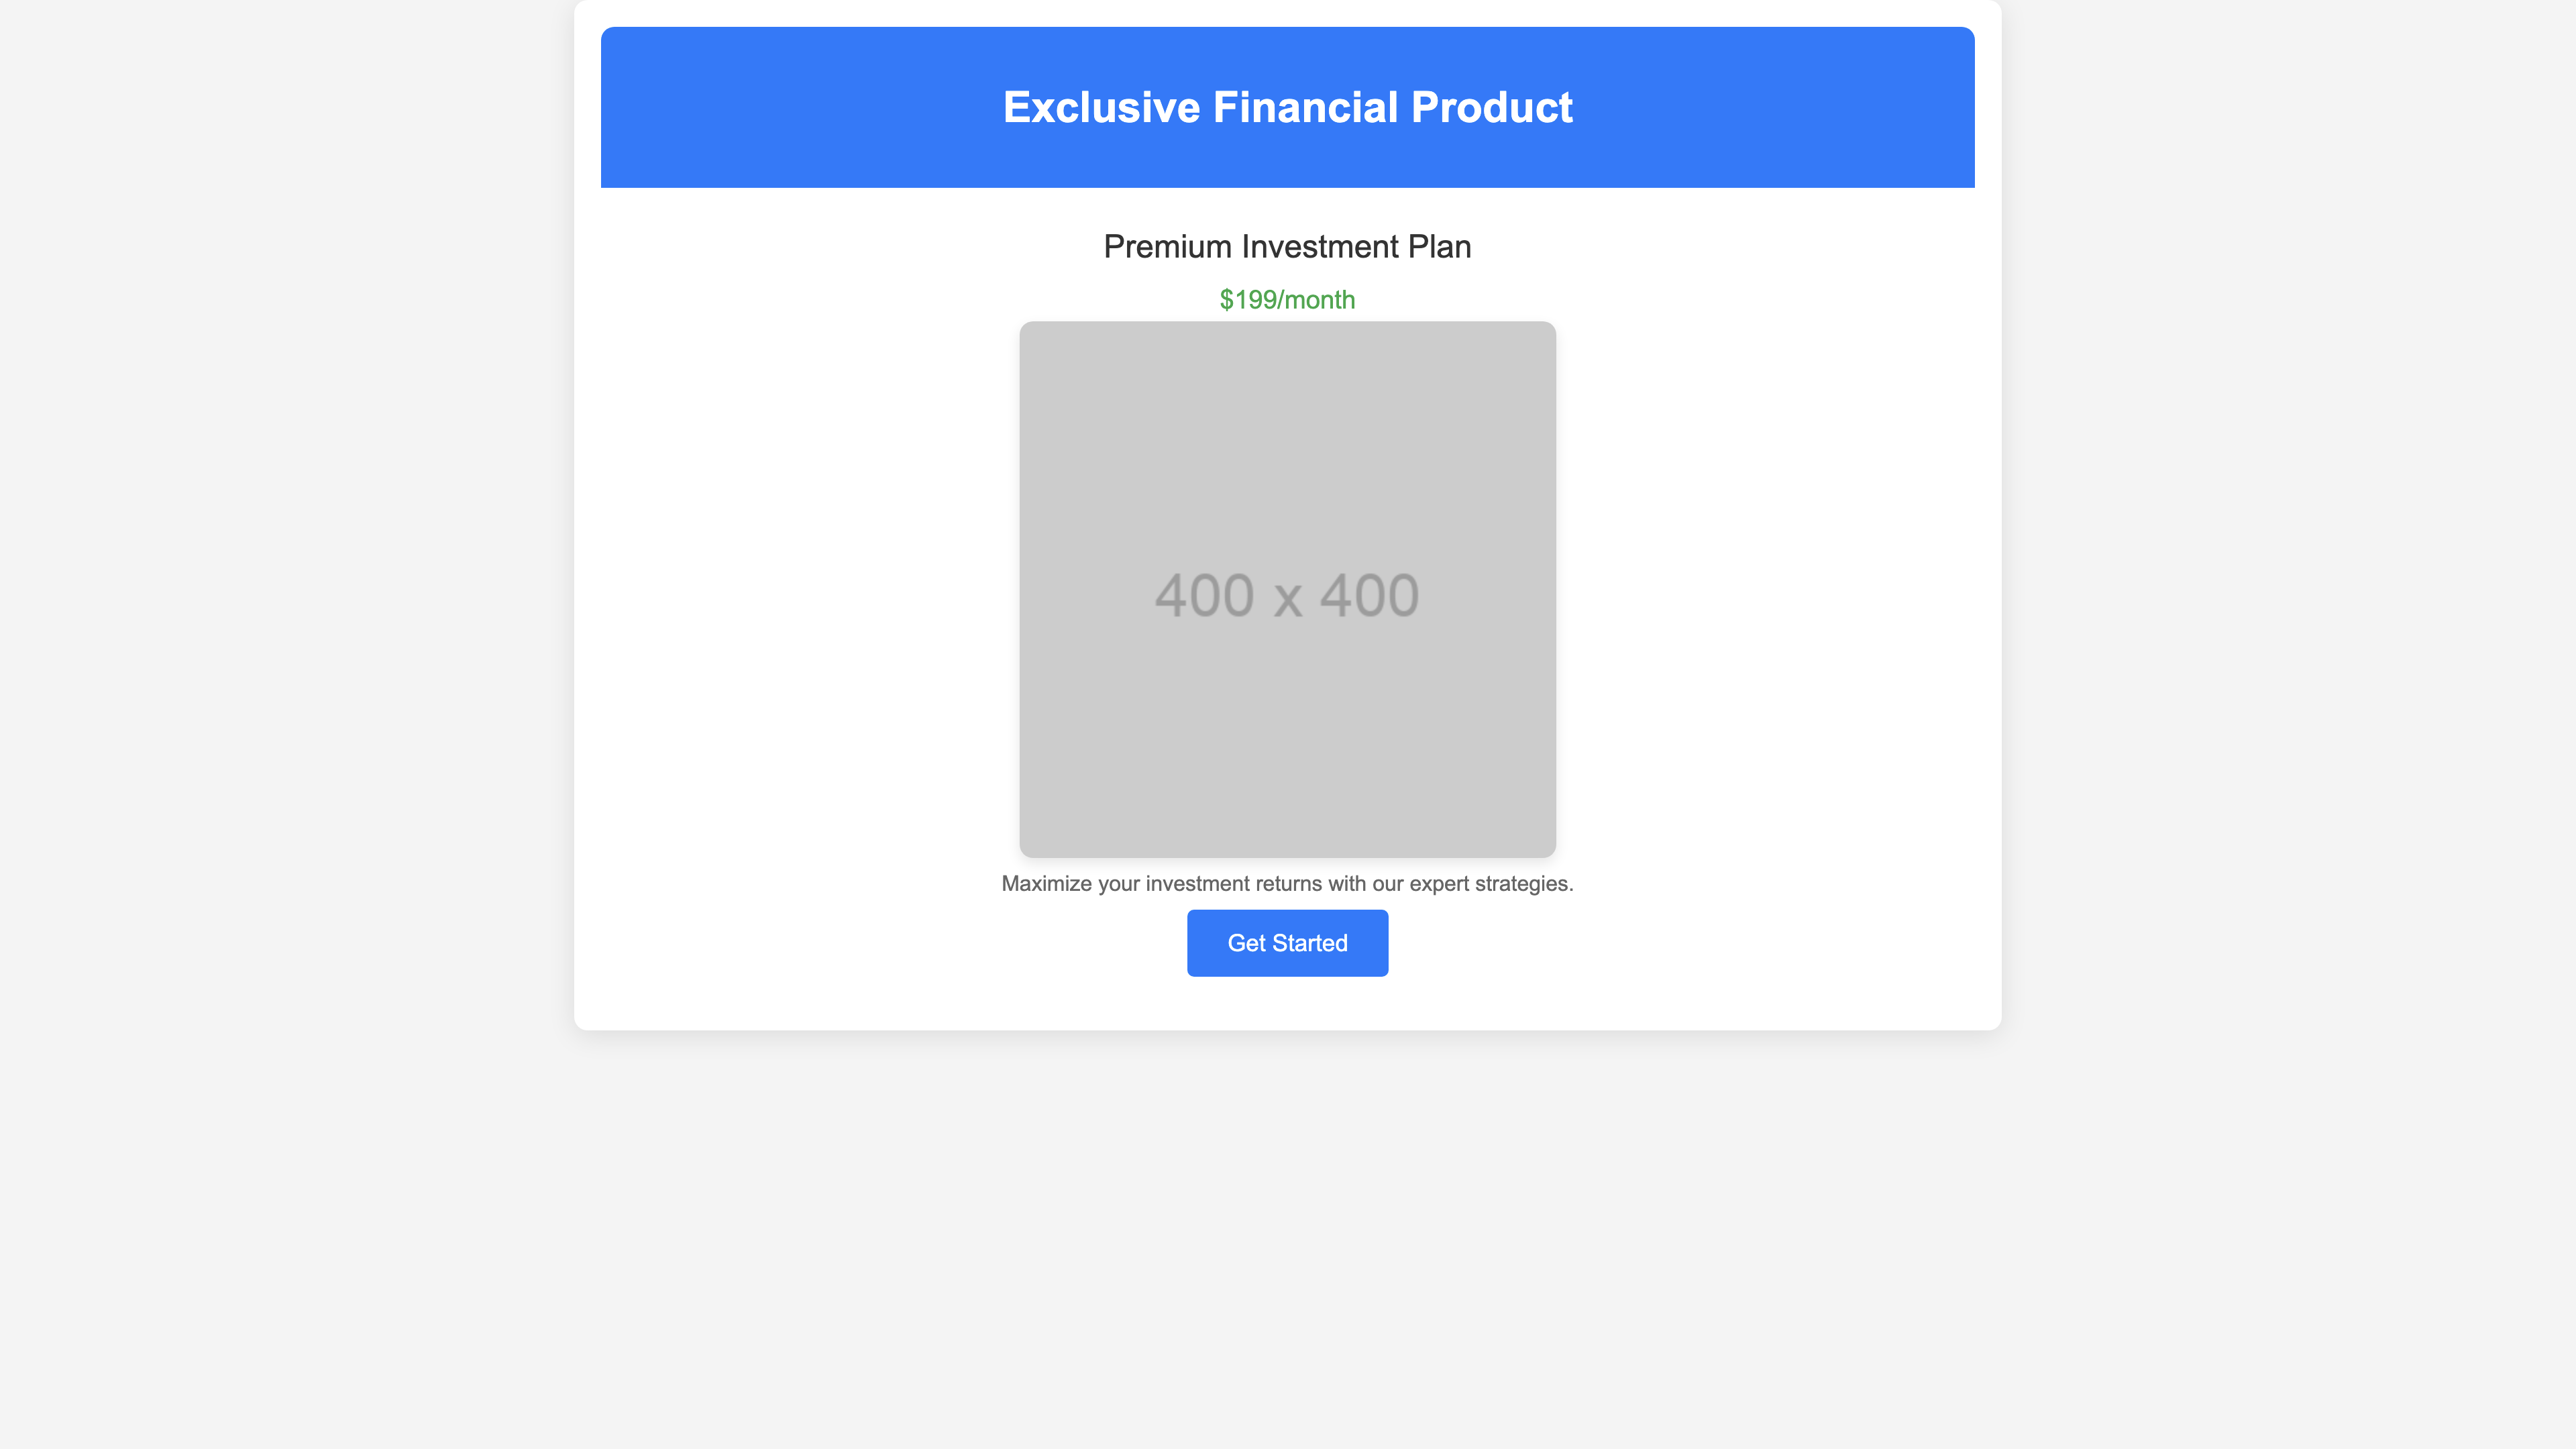 Exclusive Financial Product
Premium Investment Plan
$199/month
400 x 400
Maximize your investment returns with our expert strategies.
Get Started